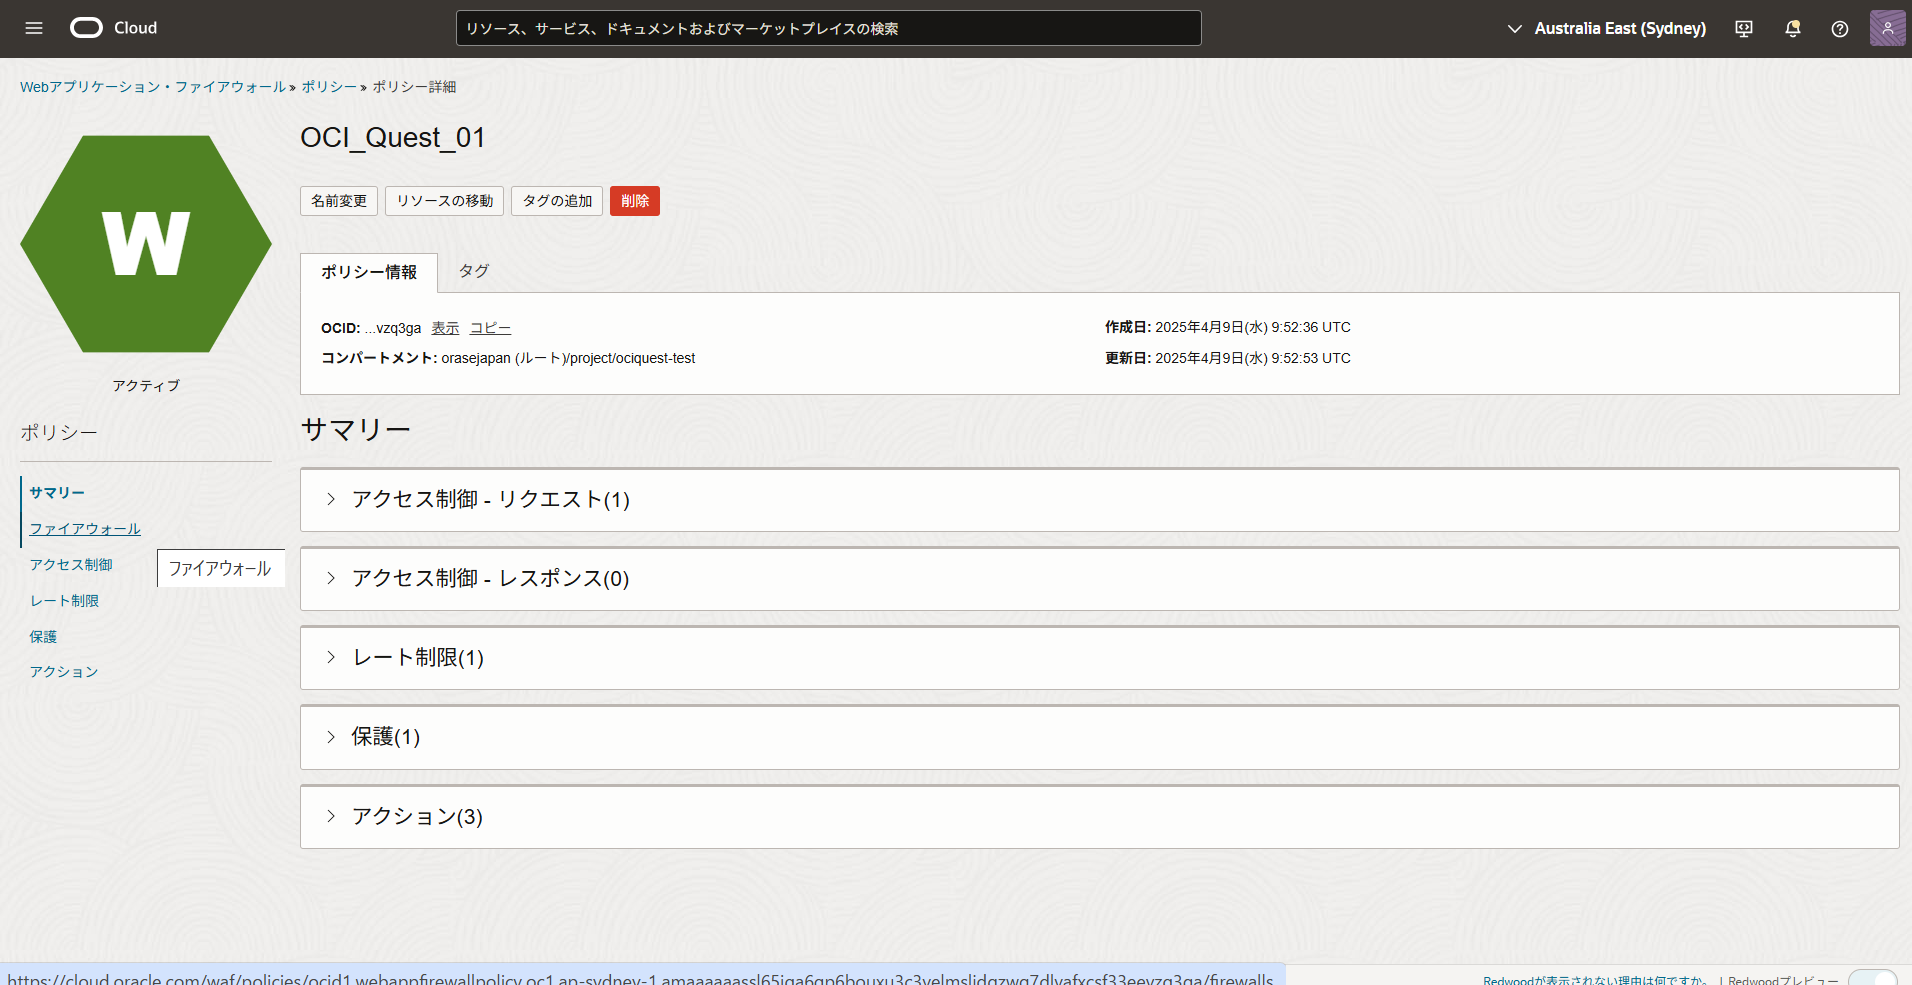 Cloud
リソース、サービス、ドキュメントおよびマーケットプレイスの検索
Australia East (Sydney)
Webアプリケーション・ファイアウォール » ポリシー » ポリシー詳細
W
アクティブ
OCI_Quest_01
名前変更 リソースの移動 タグの追加 削除
ポリシー情報 タグ
OCID: ...vzq3ga 表示 コピー
コンパートメント: orasejapan (ルート)/project/ociquest-test
作成日: 2025年4月9日(水) 9:52:36 UTC
更新日: 2025年4月9日(水) 9:52:53 UTC
ポリシー
サマリー
ファイアウォール
アクセス制御
ファイアウォール
レート制限
保護
アクション
サマリー
アクセス制御 - リクエスト(1)
アクセス制御 - レスポンス(0)
レート制限(1)
保護(1)
アクション(3)
Redwoodが表示されない理由は何ですか。 | Redwoodプレビュー